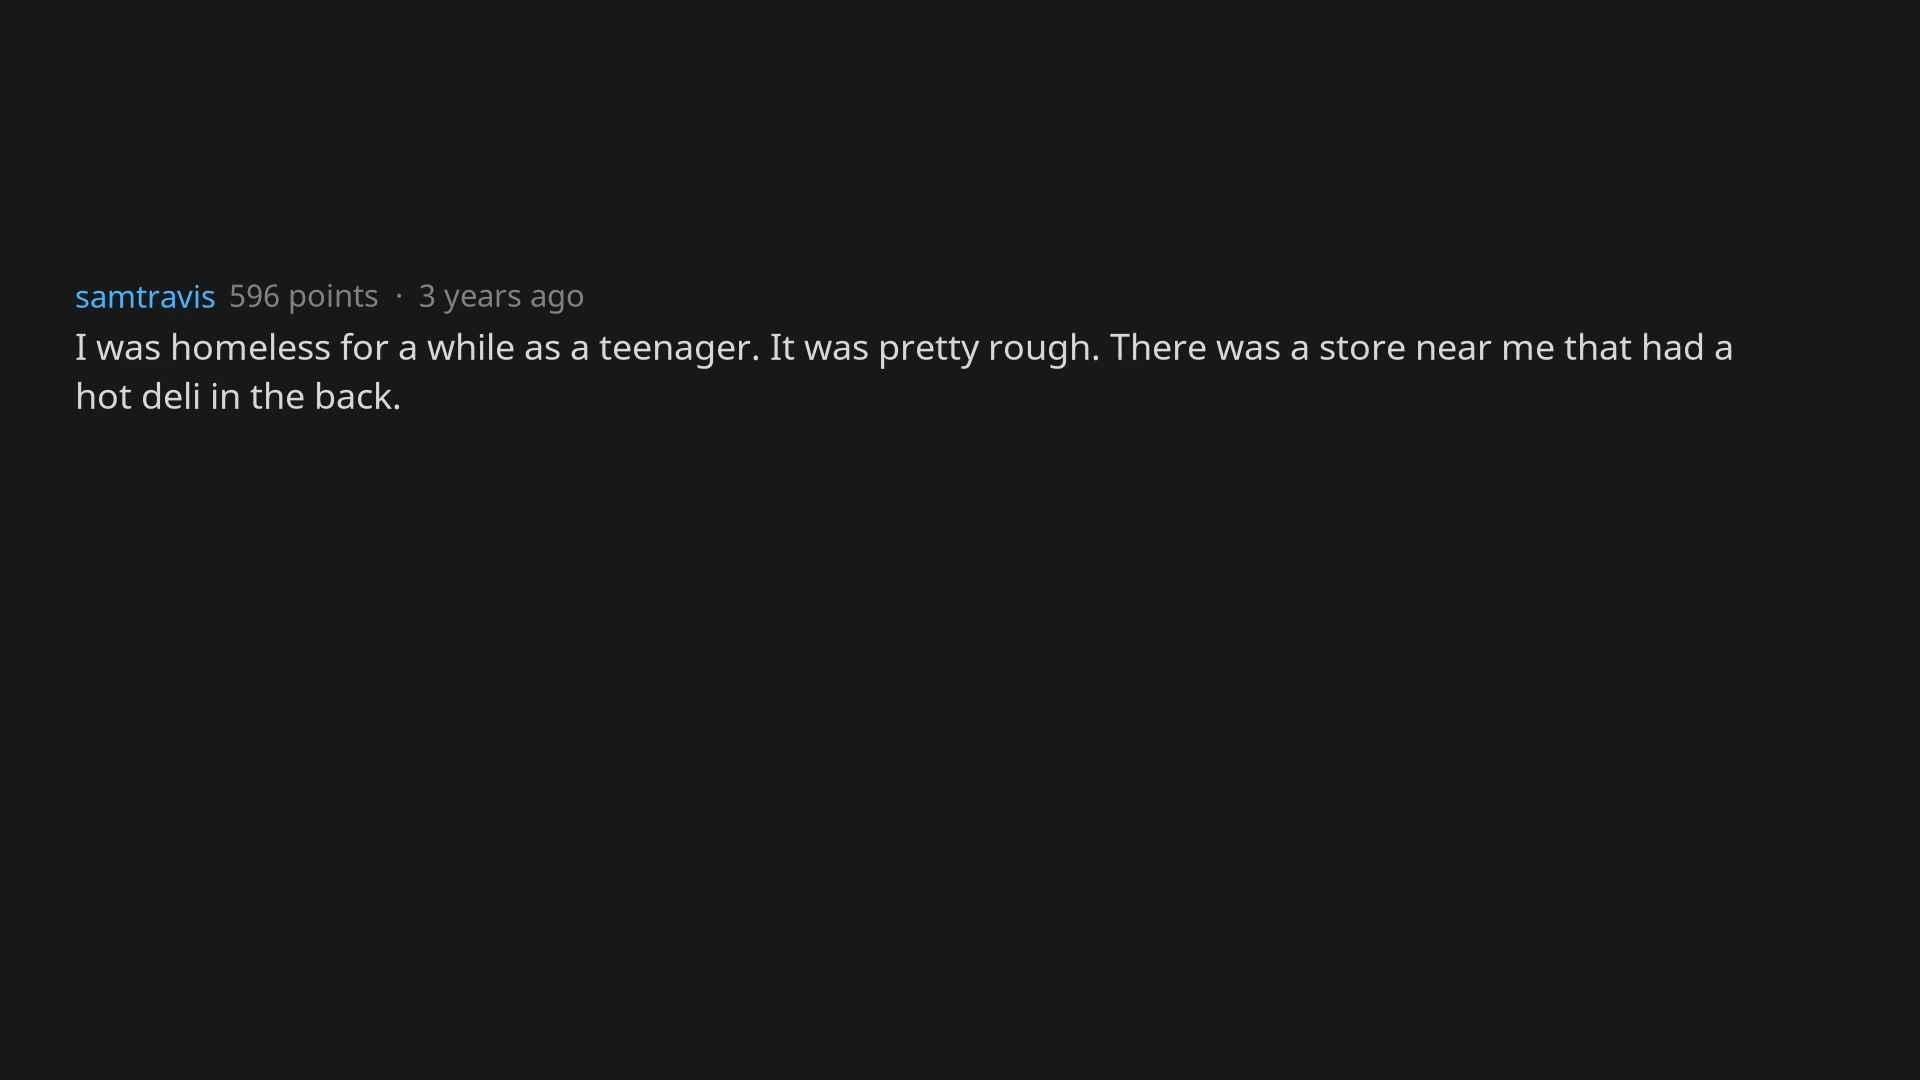 samtravis 596 points · 3 years ago
I was homeless for a while as a teenager. It was pretty rough. There was a store near me that had a
hot deli in the back.